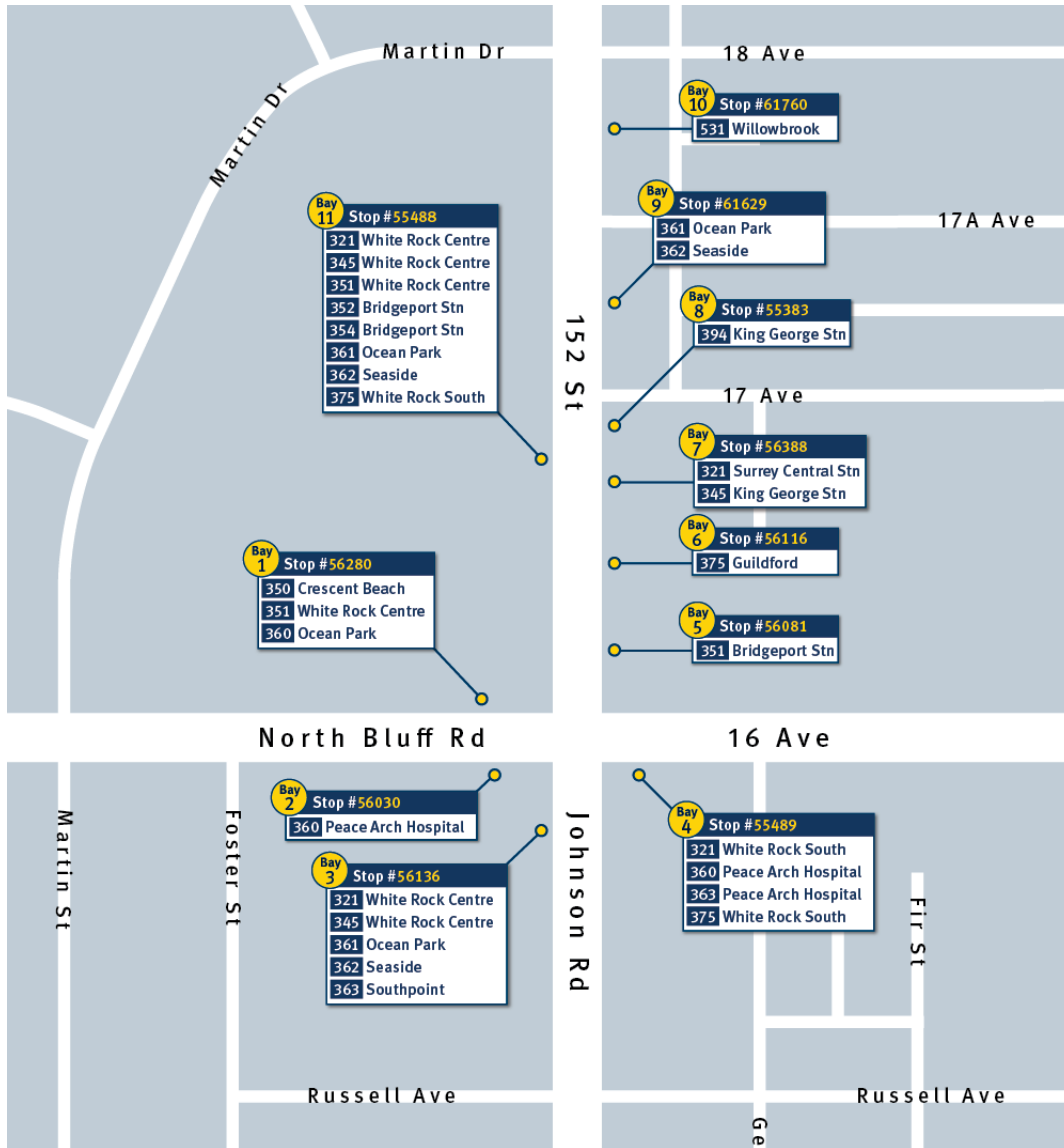 Martin Dr
18 Ave
Martin Dr
Bay 10 Stop #61760
531 Willowbrook
Bay 11 Stop #55488
321 White Rock Centre
345 White Rock Centre
351 White Rock Centre
352 Bridgeport Stn
354 Bridgeport Stn
361 Ocean Park
362 Seaside
375 White Rock South
Bay 9 Stop #61629
361 Ocean Park
362 Seaside
17A Ave
Bay 8 Stop #55383
394 King George Stn
152 St
17 Ave
Bay 7 Stop #56388
321 Surrey Central Stn
345 King George Stn
Bay 6 Stop #56116
375 Guildford
Bay 1 Stop #56280
350 Crescent Beach
351 White Rock Centre
360 Ocean Park
Bay 5 Stop #56081
351 Bridgeport Stn
North Bluff Rd
16 Ave
Bay 2 Stop #56030
360 Peace Arch Hospital
Bay 3 Stop #56136
321 White Rock Centre
345 White Rock Centre
361 Ocean Park
362 Seaside
363 Southpoint
Bay 4 Stop #55489
321 White Rock South
360 Peace Arch Hospital
363 Peace Arch Hospital
375 White Rock South
Martin St
Foster St
Johnson Rd
Fir St
Russell Ave
Russell Ave
Ge